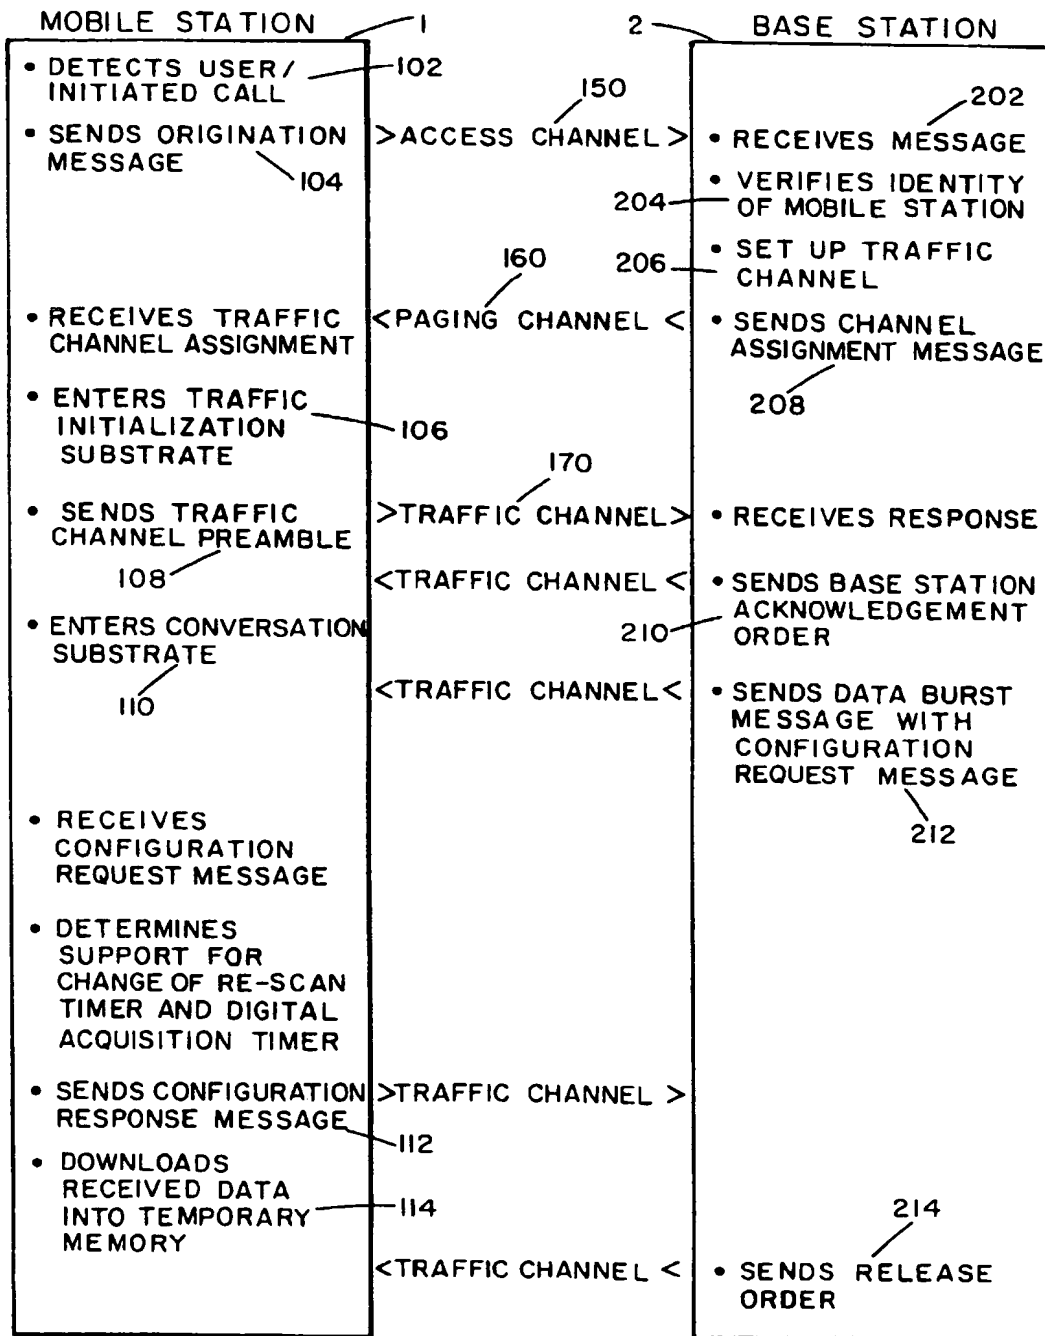 MOBILE STATION 1 2 BASE STATION
• DETECTS USER/
INITIATED CALL
102
150
202
• SENDS ORIGINATION
MESSAGE
104
>ACCESS CHANNEL >
• RECEIVES MESSAGE
204
• VERIFIES IDENTITY
OF MOBILE STATION
206
• SET UP TRAFFIC
CHANNEL
160
• RECEIVES TRAFFIC
CHANNEL ASSIGNMENT
<PAGING CHANNEL <
• SENDS CHANNEL
ASSIGNMENT MESSAGE
208
• ENTERS TRAFFIC
INITIALIZATION
SUBSTRATE
106
170
• SENDS TRAFFIC
CHANNEL PREAMBLE
108
>TRAFFIC CHANNEL>
• RECEIVES RESPONSE
<TRAFFIC CHANNEL <
• SENDS BASE STATION
ACKNOWLEDGEMENT
ORDER
210
• ENTERS CONVERSATION
SUBSTRATE
110
<TRAFFIC CHANNEL<
• SENDS DATA BURST
MESSAGE WITH
CONFIGURATION
REQUEST MESSAGE
212
• RECEIVES
CONFIGURATION
REQUEST MESSAGE
• DETERMINES
SUPPORT FOR
CHANGE OF RE-SCAN
TIMER AND DIGITAL
ACQUISITION TIMER
• SENDS CONFIGURATION
RESPONSE MESSAGE
112
>TRAFFIC CHANNEL >
• DOWNLOADS
RECEIVED DATA
INTO TEMPORARY
MEMORY
114
214
<TRAFFIC CHANNEL <
• SENDS RELEASE
ORDER